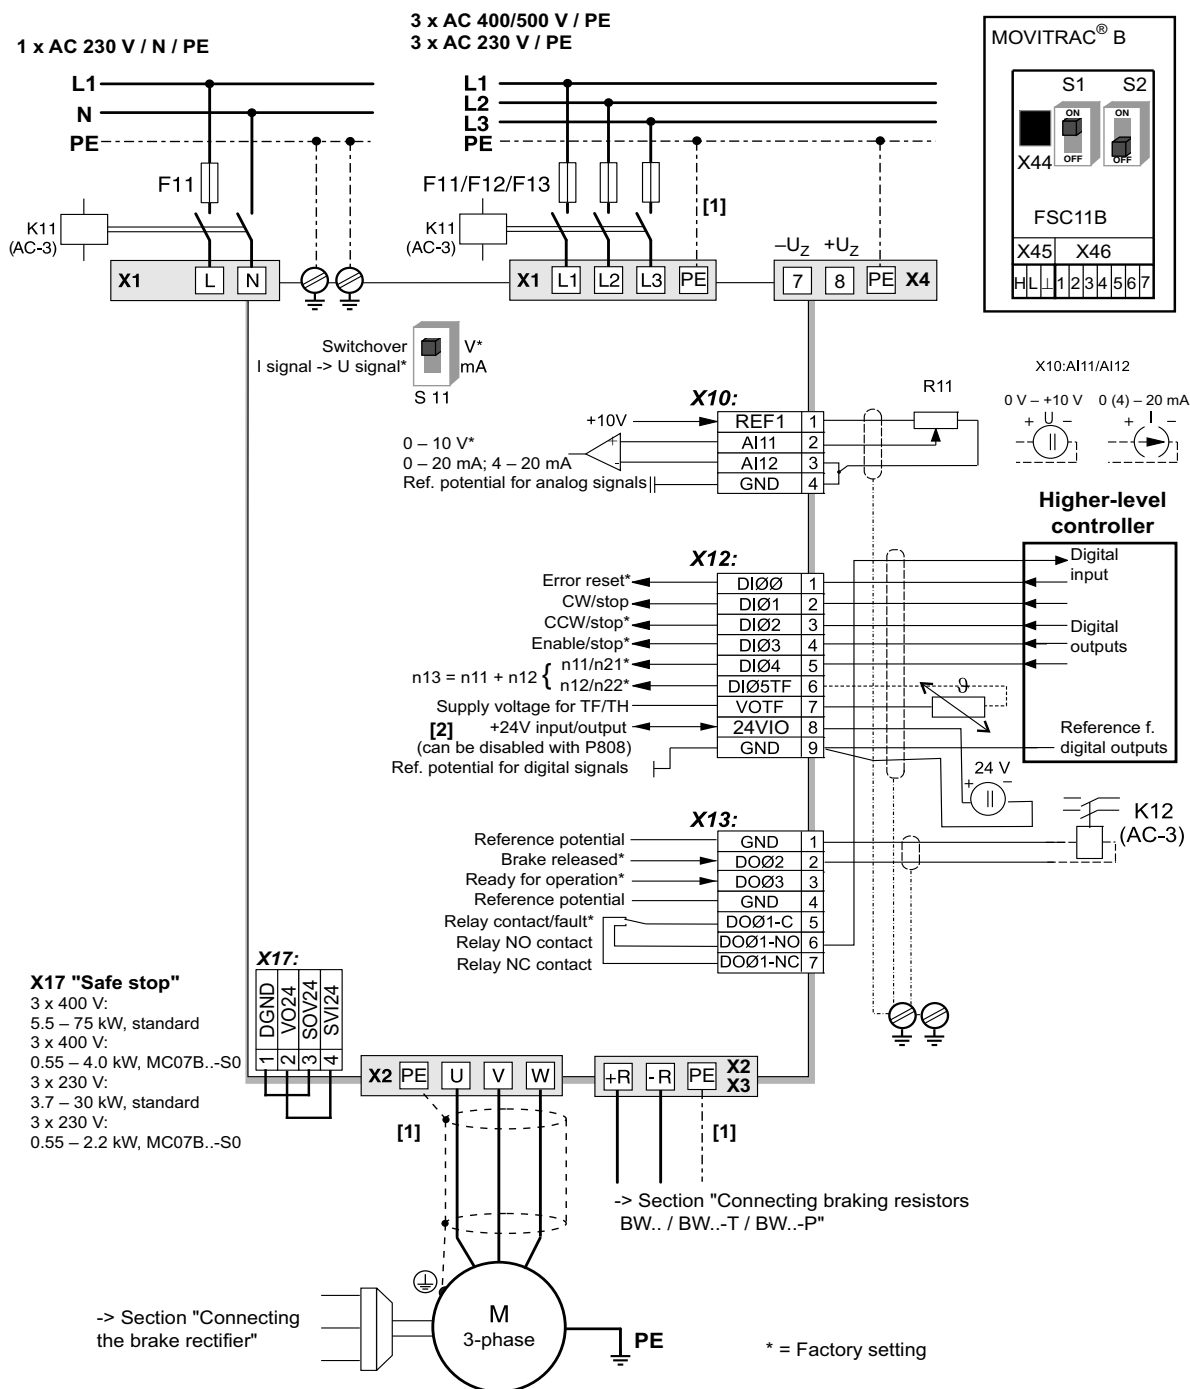 3 x AC 400/500 V / PE
1 x AC 230 V / N / PE
3 x AC 230 V / PE
L1
N
PE
F11
K11
(AC-3)
X1 L N
L1
L2
L3
PE
F11/F12/F13
[1]
K11
(AC-3)
X1 L1 L2 L3 PE
–UZ +UZ
7 8 PE X4
MOVITRAC® B
S1 S2
ON ON
OFF OFF
X44
FSC11B
X45 X46
H L ⊥ 1 2 3 4 5 6 7
Switchover
I signal -> U signal*
V*
mA
S 11
X10:
+10V REF1 1
0 – 10 V* AI11 2
0 – 20 mA; 4 – 20 mA AI12 3
Ref. potential for analog signals GND 4
+
-
R11
X10:AI11/AI12
0 V – +10 V 0 (4) – 20 mA
+ U – + I –
Higher-level
controller
Digital
input
Digital
outputs
Reference f.
digital outputs
X12:
Error reset* DIØØ 1
CW/stop DIØ1 2
CCW/stop* DIØ2 3
Enable/stop* DIØ3 4
n13 = n11 + n12 {
n11/n21* DIØ4 5
n12/n22* DIØ5TF 6
Supply voltage for TF/TH VOTF 7
[2] +24V input/output 24VIO 8
(can be disabled with P808) GND 9
Ref. potential for digital signals
ϑ
24 V
+ –
K12
(AC-3)
X13:
Reference potential GND 1
Brake released* DOØ2 2
Ready for operation* DOØ3 3
Reference potential GND 4
Relay contact/fault* DOØ1-C 5
Relay NO contact DOØ1-NO 6
Relay NC contact DOØ1-NC 7
X17:
DGND VO24 SOV24 SVI24
1 2 3 4
X17 "Safe stop"
3 x 400 V:
5.5 – 75 kW, standard
3 x 400 V:
0.55 – 4.0 kW, MC07B..-S0
3 x 230 V:
3.7 – 30 kW, standard
3 x 230 V:
0.55 – 2.2 kW, MC07B..-S0
X2 PE U V W
+R -R PE X2
X3
[1]
[1]
-> Section "Connecting braking resistors
BW.. / BW..-T / BW..-P"
M
3-phase
PE
-> Section "Connecting
the brake rectifier"
* = Factory setting